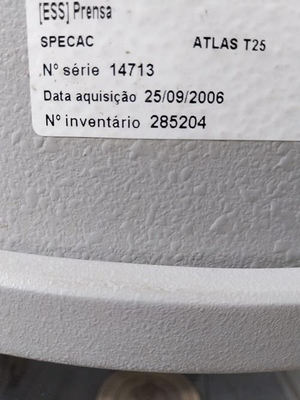 [ESS] Prensa
SPECAC ATLAS T25
Nº série 14713
Data aquisição 25/09/2006
Nº inventário 285204